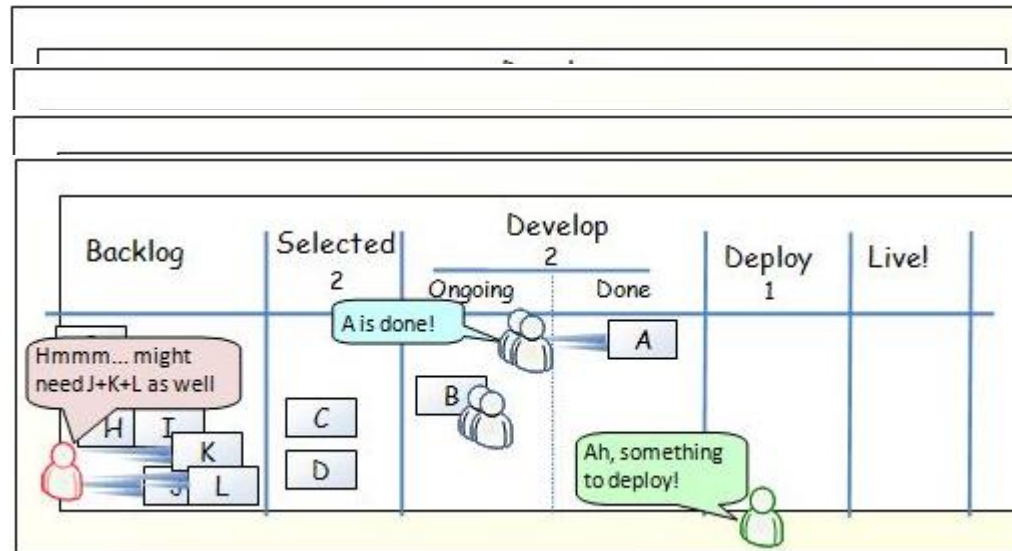 Backlog
Selected
2
Develop
2
Ongoing
Done
Deploy
1
Live!
A is done!
A
Hmmm... might
need J+K+L as well
B
C
H I
K
D
J L
Ah, something
to deploy!